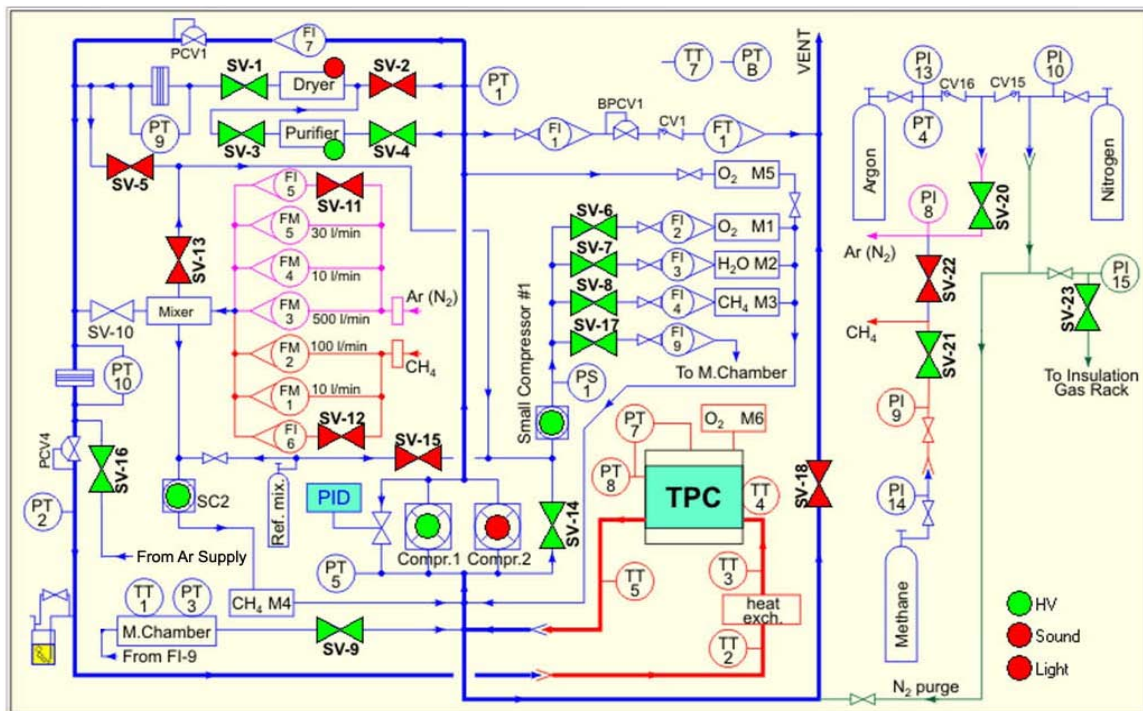 PCV1
FI
7
SV-1
SV-2
Dryer
PT
1
TT
7
PT
B
VENT
PT
9
SV-3
Purifier
SV-4
BPCV1
FI
1
CV1
FT
1
PI
13
CV16
CV15
PI
10
PT
4
Argon
Nitrogen
SV-5
FI
5
SV-11
O2 M5
SV-20
PI
8
FM
5
30 l/min
SV-6
FI
2
O2 M1
SV-13
FM
4
10 l/min
SV-7
FI
3
H2O M2
Ar (N2)
SV-22
SV-23
PI
15
SV-10
Mixer
FM
3
500 l/min
Ar (N2)
SV-8
FI
4
CH4 M3
SV-17
FI
9
FM
2
100 l/min
CH4
CH4
SV-21
PT
10
Small Compressor #1
To M.Chamber
To Insulation
Gas Rack
FM
1
10 l/min
PS
1
PI
9
PCV4
SV-16
FI
6
SV-12
SV-15
PT
7
O2 M6
PT
8
TPC
TT
4
SV-18
PI
14
SC2
Ref. mix.
PID
SV-14
PT
2
From Ar Supply
Compr.1
Compr.2
PT
5
TT
5
TT
3
Methane
TT
1
PT
3
CH4 M4
heat
exch.
M.Chamber
SV-9
TT
2
From FI-9
N2 purge
HV
Sound
Light